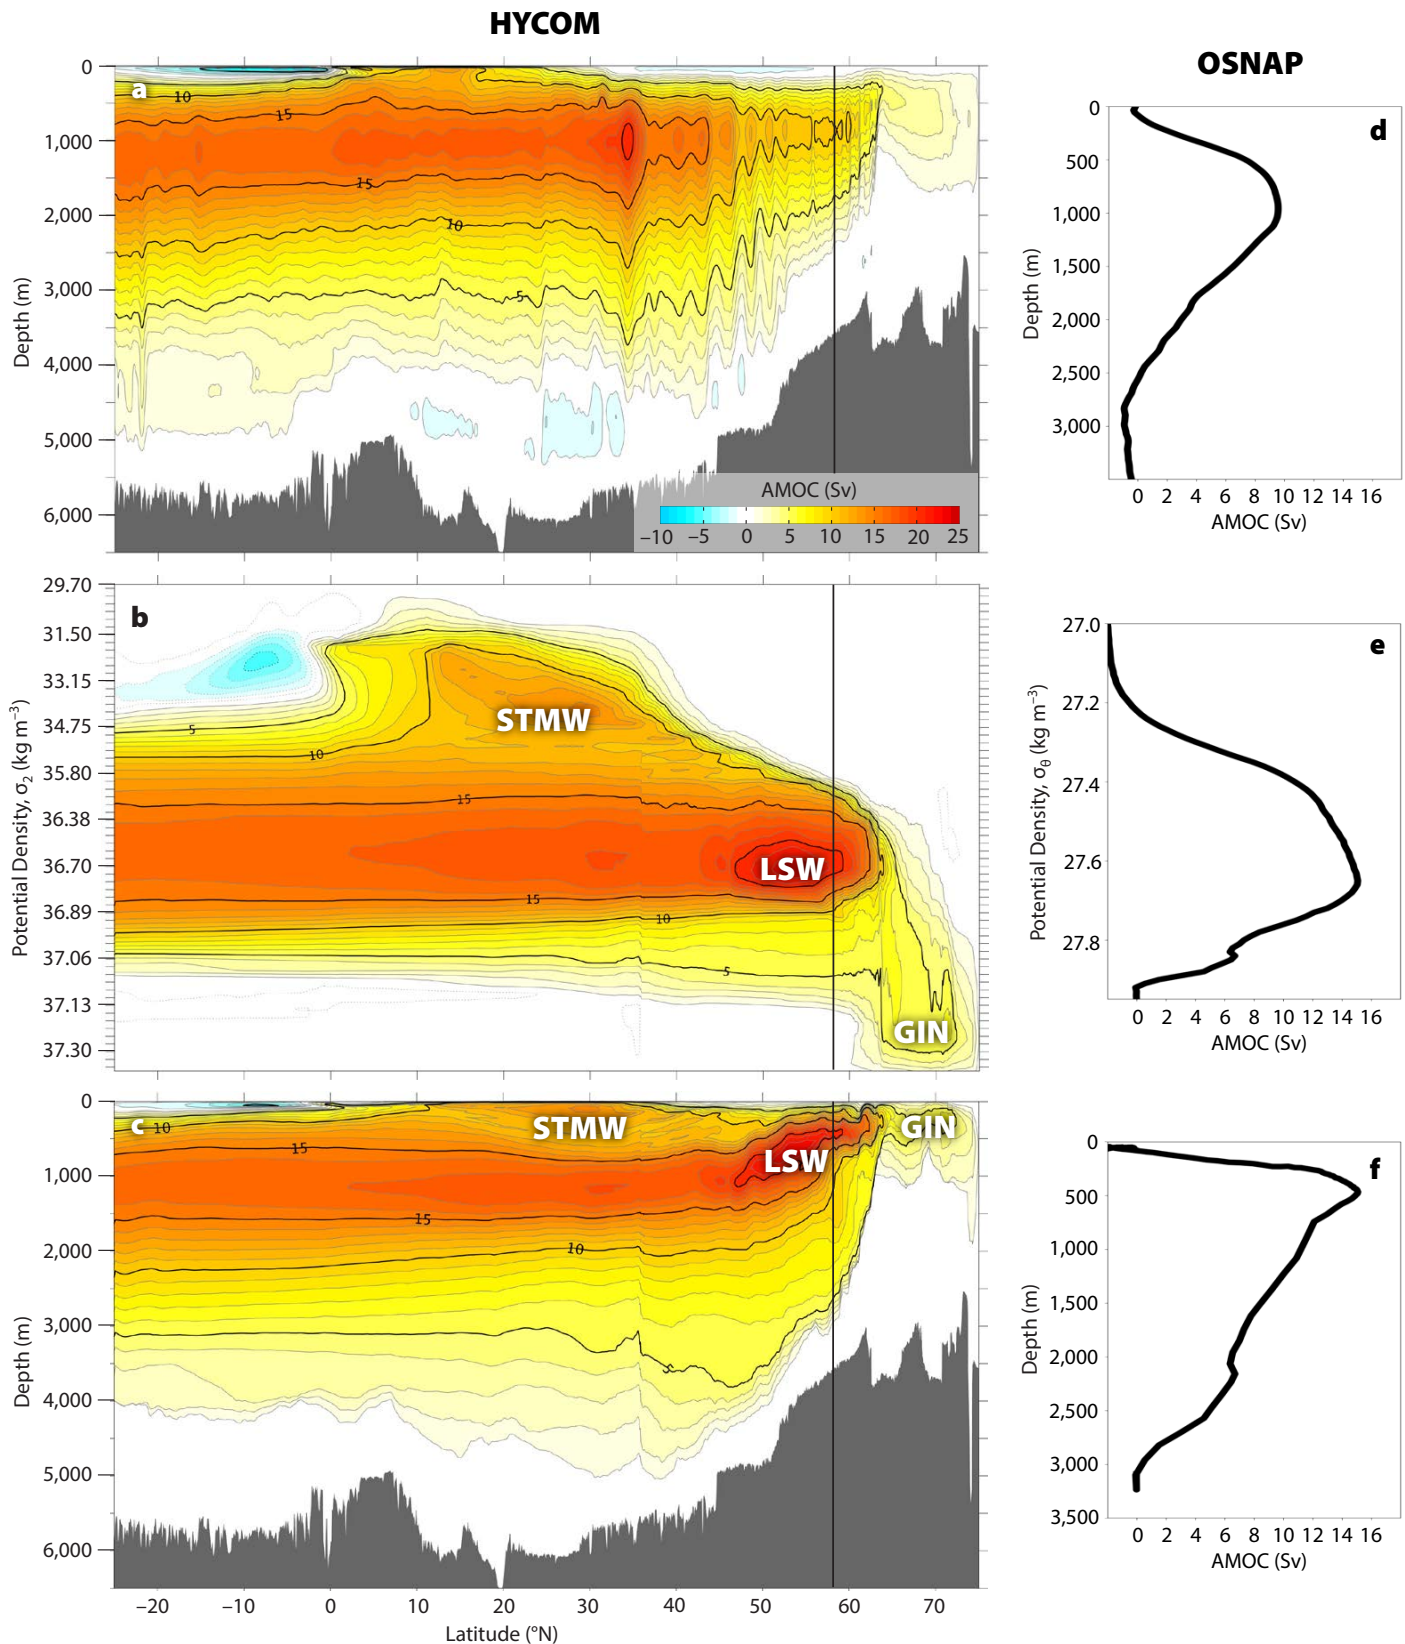 HYCOM
OSNAP
a
0
1,000
2,000
3,000
4,000
5,000
6,000
Depth (m)
10
15
15
10
5
AMOC (Sv)
−10 −5 0 5 10 15 20 25
d
0
500
1,000
1,500
2,000
2,500
3,000
Depth (m)
0 2 4 6 8 10 12 14 16
AMOC (Sv)
b
29.70
31.50
33.15
34.75
35.80
36.38
36.70
36.89
37.06
37.13
37.30
Potential Density, σ2 (kg m−3)
STMW
LSW
GIN
5
10
15
15
10
5
e
27.0
27.2
27.4
27.6
27.8
Potential Density, σθ (kg m−3)
0 2 4 6 8 10 12 14 16
AMOC (Sv)
c
0
1,000
2,000
3,000
4,000
5,000
6,000
Depth (m)
STMW
GIN
LSW
10
15
15
10
5
−20 −10 0 10 20 30 40 50 60 70
Latitude (°N)
f
0
500
1,000
1,500
2,000
2,500
3,000
3,500
Depth (m)
0 2 4 6 8 10 12 14 16
AMOC (Sv)